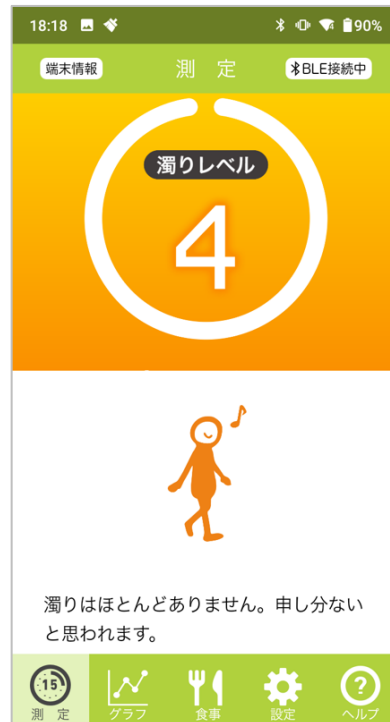 18:18 90%
端末情報 測 定 BLE接続中
濁りレベル
4
濁りはほとんどありません。申し分ない
と思われます。
15
測 定 グラフ 食事 設定 ヘルプ